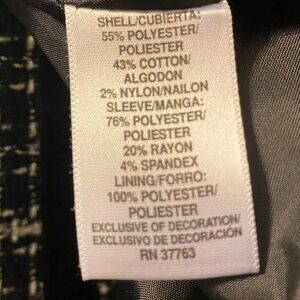 SHELL/CUBIERTA:
55% POLYESTER/
POLIESTER
43% COTTON/
ALGODON
2% NYLON/NAILON
SLEEVE/MANGA:
76% POLYESTER/
POLIESTER
20% RAYON
4% SPANDEX
LINING/FORRO:
100% POLYESTER/
POLIESTER
EXCLUSIVE OF DECORATION/
EXCLUSIVO DE DECORACIÓN
RN 37763